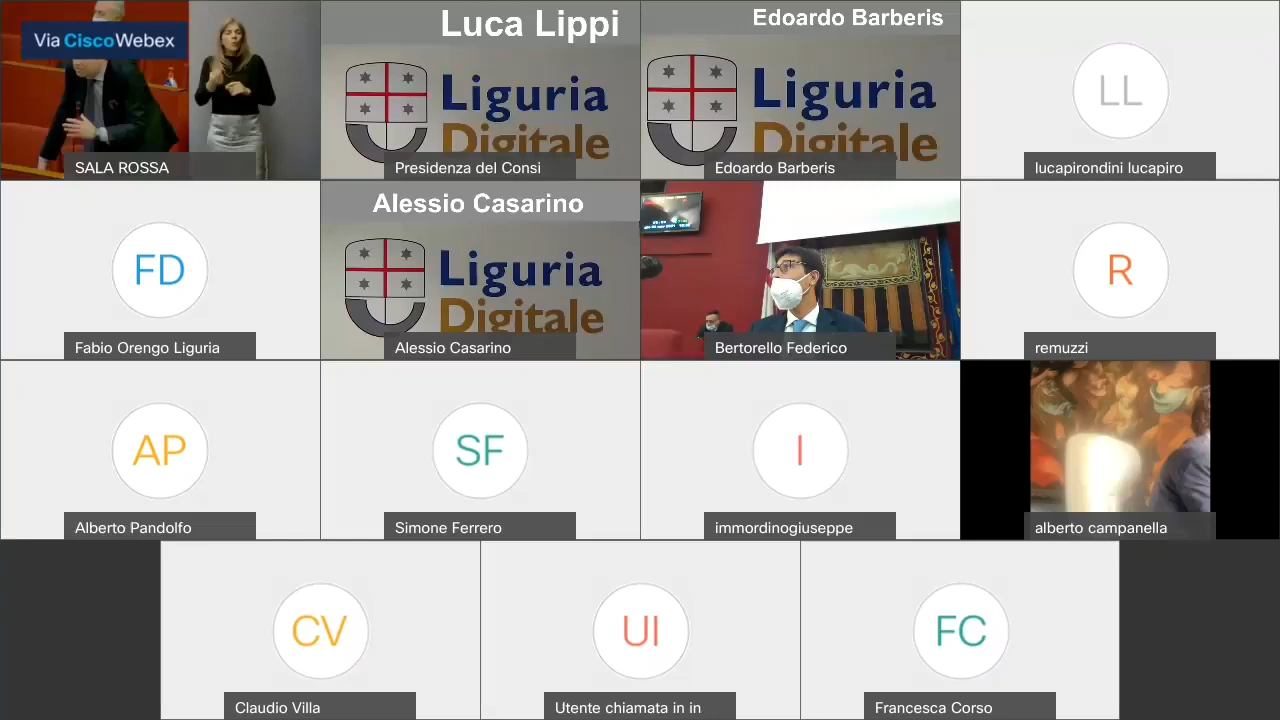 Via CiscoWebex
SALA ROSSA
Luca Lippi
Liguria
Digitale
Presidenza del Consi
Edoardo Barberis
Liguria
Digitale
Edoardo Barberis
LL
lucapirondini lucapiro
FD
Fabio Orengo Liguria
Alessio Casarino
Liguria
Digitale
Alessio Casarino
Bertorello Federico
R
remuzzi
AP
Alberto Pandolfo
SF
Simone Ferrero
I
immordinogiuseppe
alberto campanella
CV
Claudio Villa
UI
Utente chiamata in in
FC
Francesca Corso